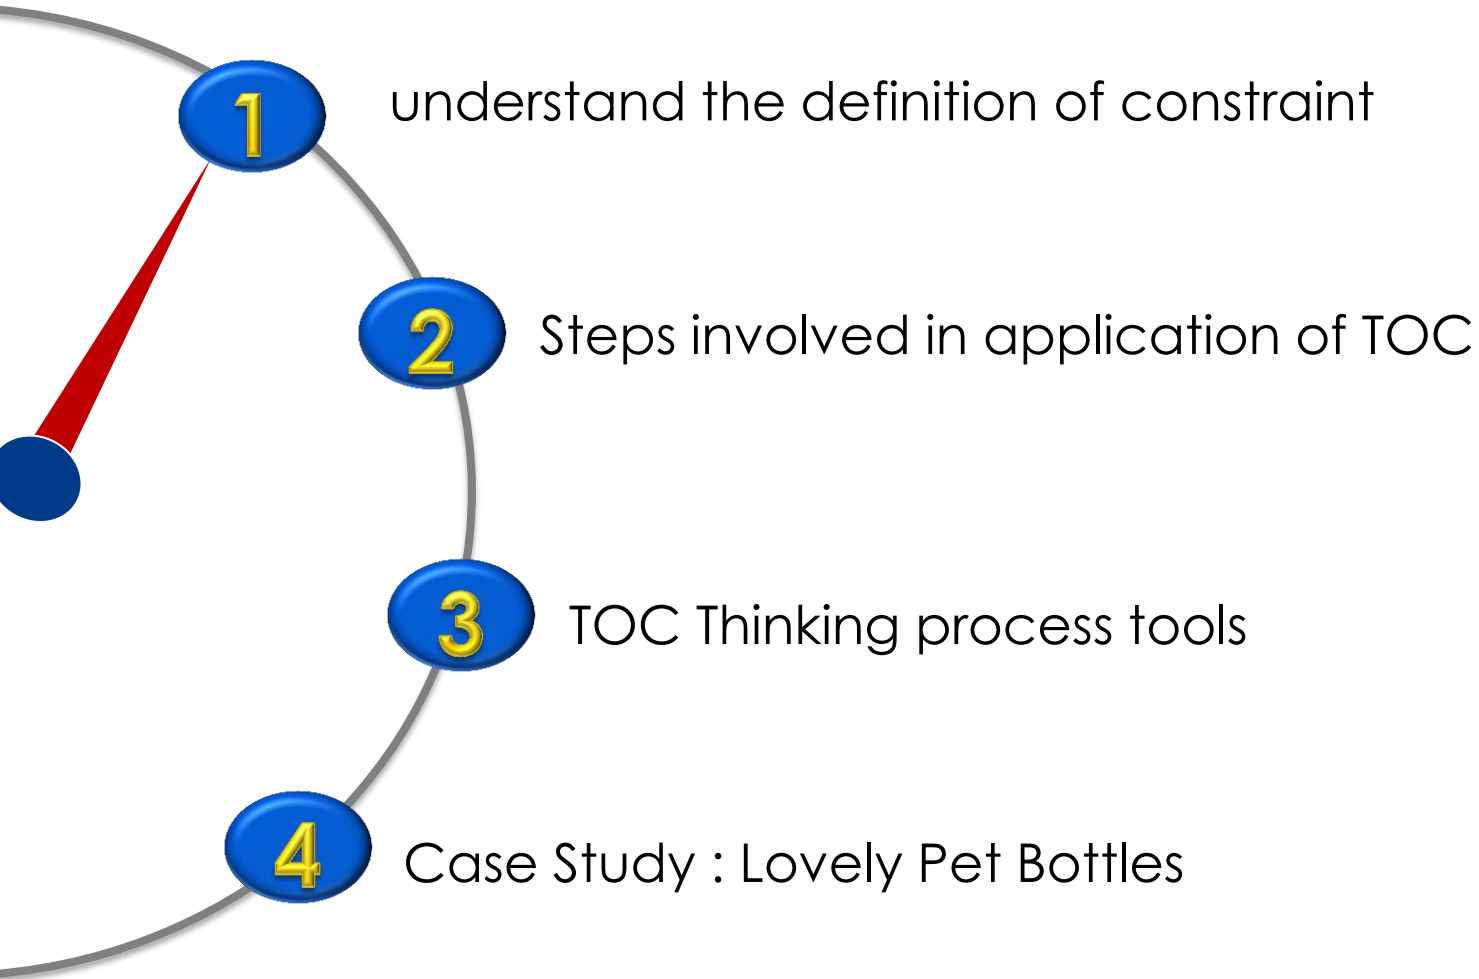 1 understand the definition of constraint
2 Steps involved in application of TOC
3 TOC Thinking process tools
4 Case Study : Lovely Pet Bottles